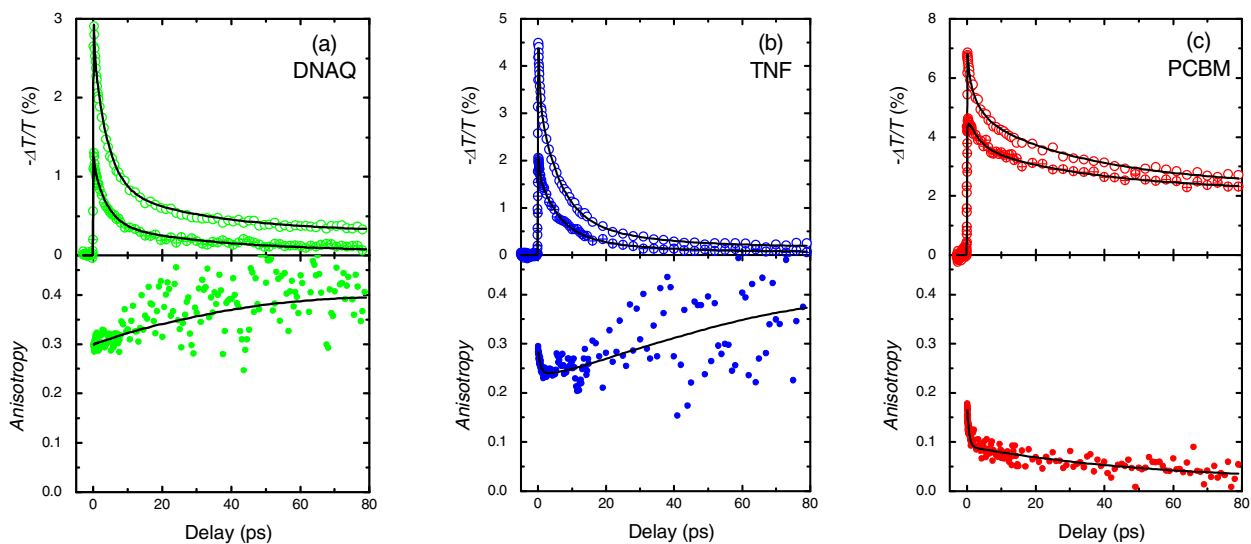 (a)
DNAQ
-ΔT/T (%)
3
2
1
0
Anisotropy
0.4
0.3
0.2
0.1
0.0
0 20 40 60 80
Delay (ps)
(b)
TNF
-ΔT/T (%)
5
4
3
2
1
0
Anisotropy
0.4
0.3
0.2
0.1
0.0
0 20 40 60 80
Delay (ps)
(c)
PCBM
-ΔT/T (%)
8
6
4
2
0
Anisotropy
5.0
0.4
0.3
0.2
0.1
0.0
0 20 40 60 80
Delay (ps)